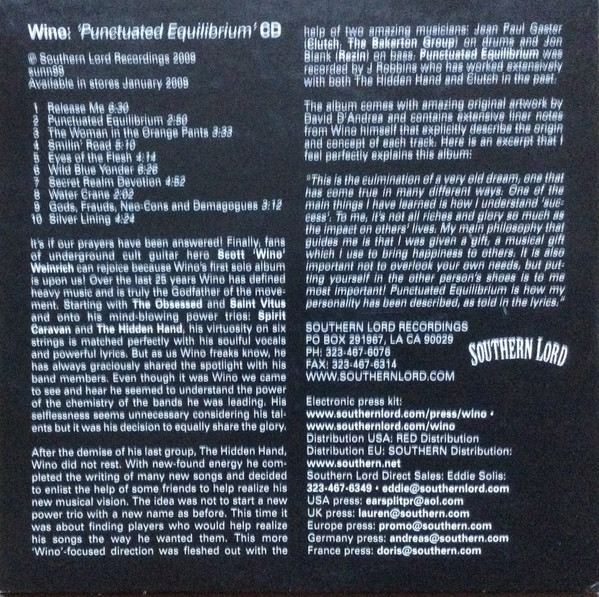 Wino: 'Punctuated Equilibrium' CD
© Southern Lord Recordings 2009
sunn99
Available in stores January 2009
1 Release Me 6:30
2 Punctuated Equilibrium 2:50
3 The Woman in the Orange Pants 3:33
4 Smilin' Road 5:10
5 Eyes of the Flesh 4:14
6 Wild Blue Yonder 6:26
7 Secret Realm Devotion 4:52
8 Water Crane 2:02
9 Gods, Frauds, Neo-Cons and Demagogues 3:12
10 Silver Lining 4:24
It's if our prayers have been answered! Finally, fans
of underground cult guitar hero Scott 'Wino'
Weinrich can rejoice because Wino's first solo album
is upon us! Over the last 25 years Wino has defined
heavy music and is truly the Godfather of the move-
ment. Starting with The Obsessed and Saint Vitus
and onto his mind-blowing power trios: Spirit
Caravan and The Hidden Hand, his virtuosity on six
strings is matched perfectly with his soulful vocals
and powerful lyrics. But as us Wino freaks know, he
has always graciously shared the spotlight with his
band members. Even though it was Wino we came
to see and hear he seemed to understand the power
of the chemistry of the bands he was leading. His
selflessness seems unnecessary considering his tal-
ents but it was his decision to equally share the glory.
After the demise of his last group, The Hidden Hand,
Wino did not rest. With new-found energy he com-
pleted the writing of many new songs and decided
to enlist the help of some friends to help realize his
new musical vision. The idea was not to start a new
power trio with a new name as before. This time it
was about finding players who would help realize
his songs the way he wanted them. This more
'Wino'-focused direction was fleshed out with the
help of two amazing musicians: Jean Paul Gaster
(Clutch, The Bakerton Group) on drums and Jon
Blank (Rezin) on bass. Punctuated Equilibrium was
recorded by J Robbins who has worked extensively
with both The Hidden Hand and Clutch in the past.
The album comes with amazing original artwork by
David D'Andrea and contains extensive liner notes
from Wino himself that explicitly describe the origin
and concept of each track. Here is an excerpt that I
feel perfectly explains this album:
"This is the culmination of a very old dream, one that
has come true in many different ways. One of the
main things I have learned is how I understand 'suc-
cess'. To me, it's not all riches and glory so much as
the impact on others' lives. My main philosophy that
guides me is that I was given a gift, a musical gift
which I use to bring happiness to others. It is also
important not to overlook your own needs, but put-
ting yourself in the other person's shoes is to me
most important! Punctuated Equilibrium is how my
personality has been described, as told in the lyrics."
SOUTHERN LORD RECORDINGS
PO BOX 291967, LA CA 90029
PH: 323-467-6076
FAX: 323-467-6314
WWW.SOUTHERNLORD.COM
SOUTHERN LORD
Electronic press kit:
www.southernlord.com/press/wino •
www.southernlord.com/wino
Distribution USA: RED Distribution
Distribution EU: SOUTHERN Distribution:
www.southern.net
Southern Lord Direct Sales: Eddie Solis:
323-467-6349 • eddie@southernlord.com
USA press: earsplitpr@aol.com
UK press: lauren@southern.com
Europe press: promo@southern.com
Germany press: andreas@southern.com
France press: doris@southern.com